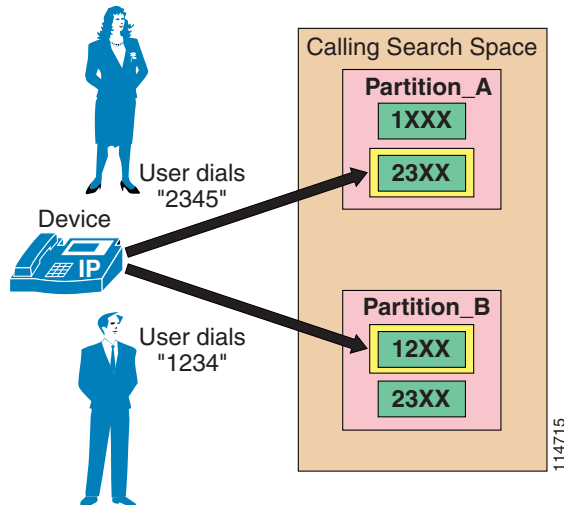 Calling Search Space
Partition_A
1XXX
23XX
User dials
"2345"
Device
IP
Partition_B
12XX
23XX
User dials
"1234"
114715